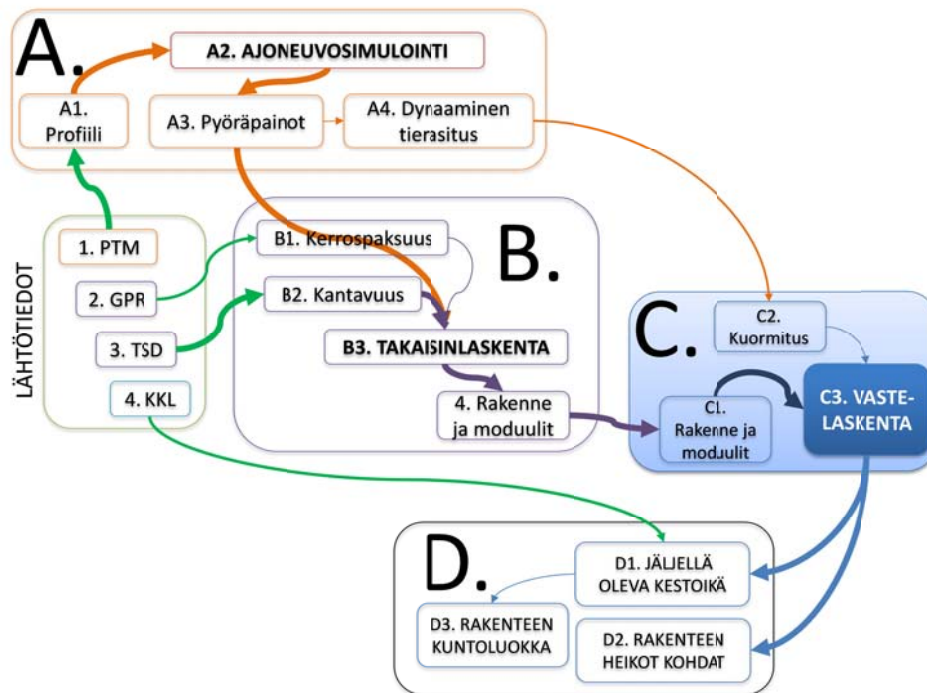 A.
A2. AJONEUVOSIMULOINTI
A1.
Profiili
A3. Pyöräpainot
A4. Dynaaminen
tierasitus
LÄHTÖTIEDOT
1. PTM
2. GPR
3. TSD
4. KKL
B.
B1. Kerrospaksuus
B2. Kantavuus
B3. TAKAISINLASKENTA
4. Rakenne
ja moduulit
C.
C2.
Kuormitus
C1.
Rakenne ja
moduulit
C3. VASTE-
LASKENTA
D.
D1. JÄLJELLÄ
OLEVA KESTOIKÄ
D3. RAKENTEEN
KUNTOLUOKKA
D2. RAKENTEEN
HEIKOT KOHDAT